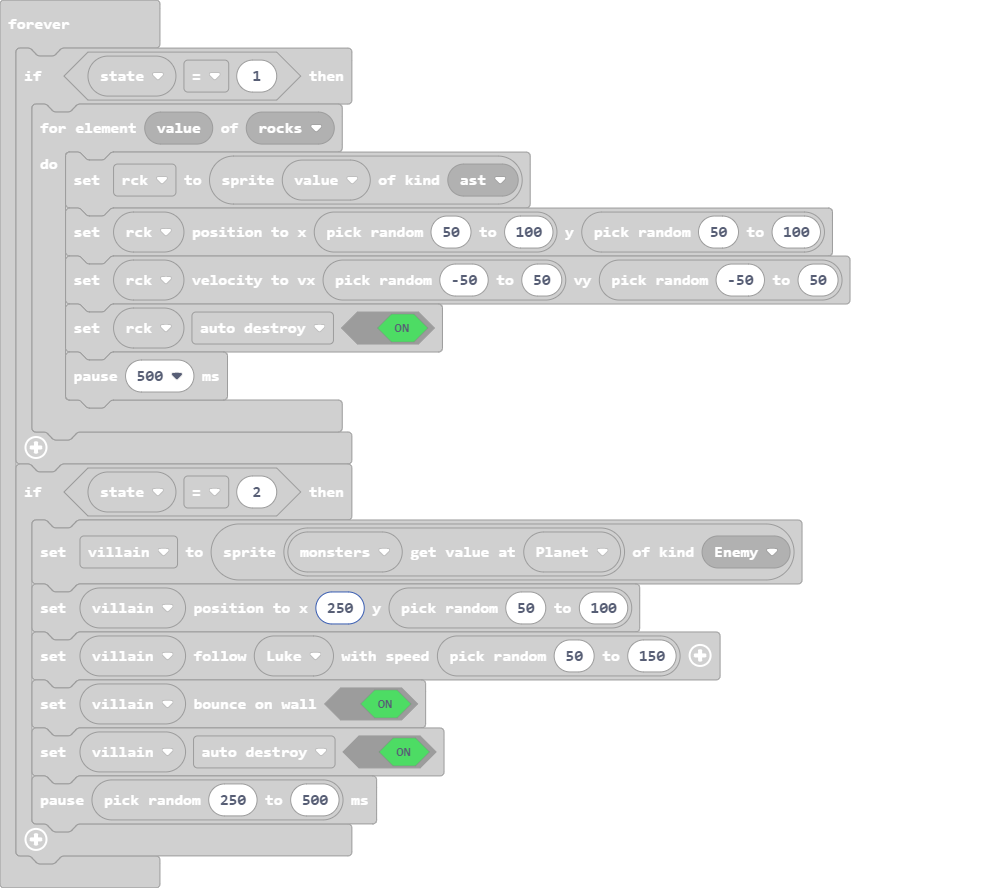 forever
if state = 1 then
for element value of rocks
do
set rck to sprite value of kind ast
set rck position to x pick random 50 to 100 y pick random 50 to 100
set rck velocity to vx pick random -50 to 50 vy pick random -50 to 50
set rck auto destroy ON
pause 500 ms
if state = 2 then
set villain to sprite monsters get value at Planet of kind Enemy
set villain position to x 250 y pick random 50 to 100
set villain follow Luke with speed pick random 50 to 150
set villain bounce on wall ON
set villain auto destroy ON
pause pick random 250 to 500 ms